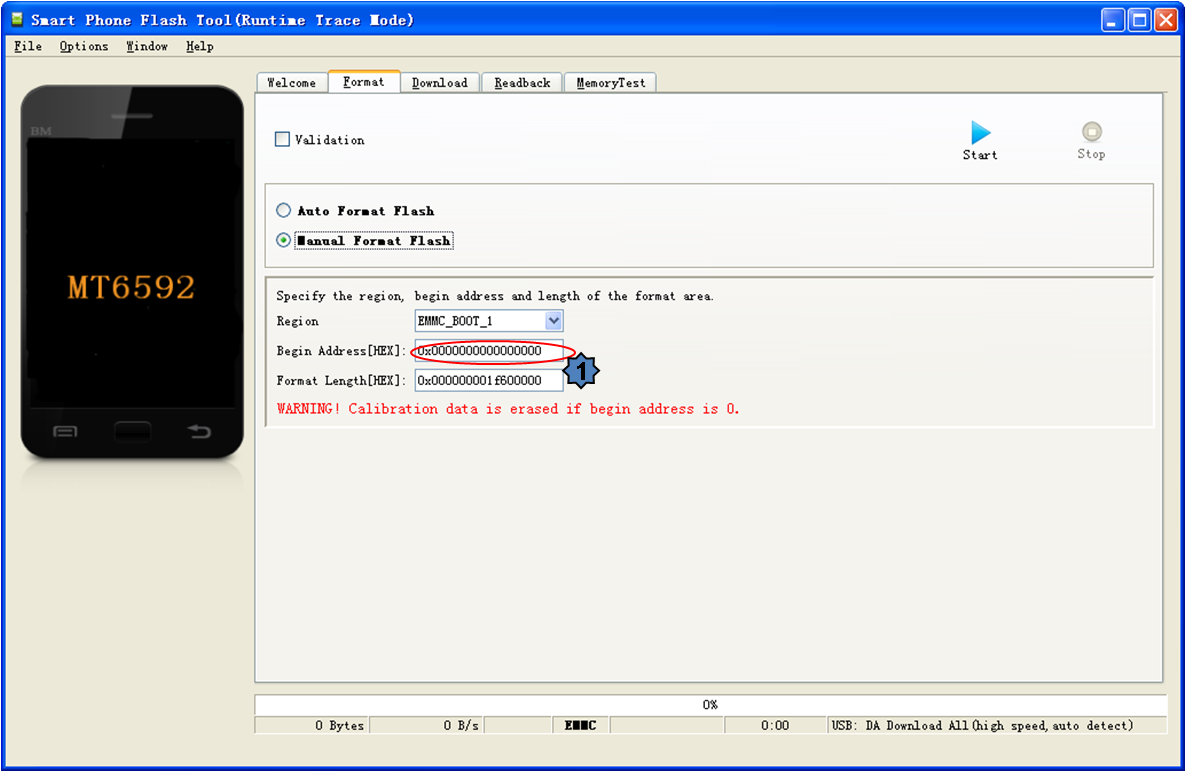 Smart Phone Flash Tool(Runtime Trace Mode)
File Options Window Help
Welcome Format Download Readback MemoryTest
BM
Validation
Start
Stop
Auto Format Flash
Manual Format Flash
MT6592
Specify the region, begin address and length of the format area.
Region EMMC_BOOT_1
Begin Address[HEX]: 0x0000000000000000
1
Format Length[HEX]: 0x000000001f600000
WARNING! Calibration data is erased if begin address is 0.
0%
0 Bytes 0 B/s EMMC 0:00 USB: DA Download All(high speed,auto detect)